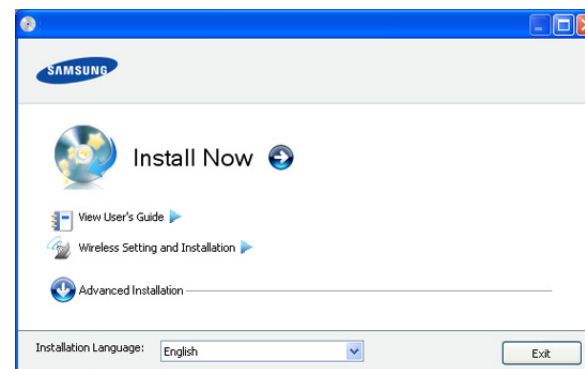 SAMSUNG
Install Now
View User's Guide
Wireless Setting and Installation
Advanced Installation
Installation Language: English
Exit